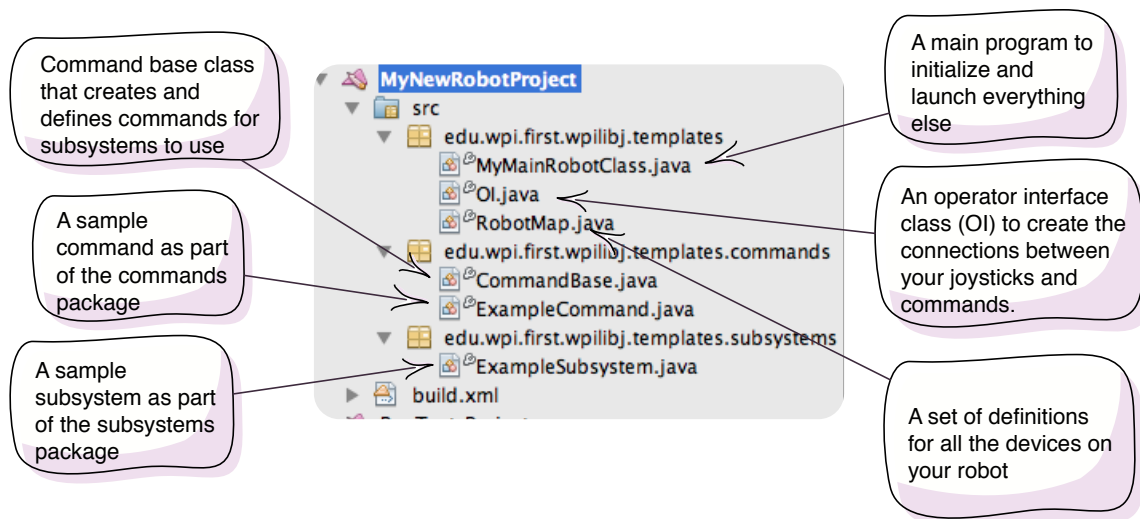 Command base class
that creates and
defines commands for
subsystems to use
A sample
command as part
of the commands
package
A sample
subsystem as part
of the subsystems
package
MyNewRobotProject
src
edu.wpi.first.wpilibj.templates
MyMainRobotClass.java
OI.java
RobotMap.java
edu.wpi.first.wpilibj.templates.commands
CommandBase.java
ExampleCommand.java
edu.wpi.first.wpilibj.templates.subsystems
ExampleSubsystem.java
build.xml
A main program to
initialize and
launch everything
else
An operator interface
class (OI) to create the
connections between
your joysticks and
commands.
A set of definitions
for all the devices on
your robot